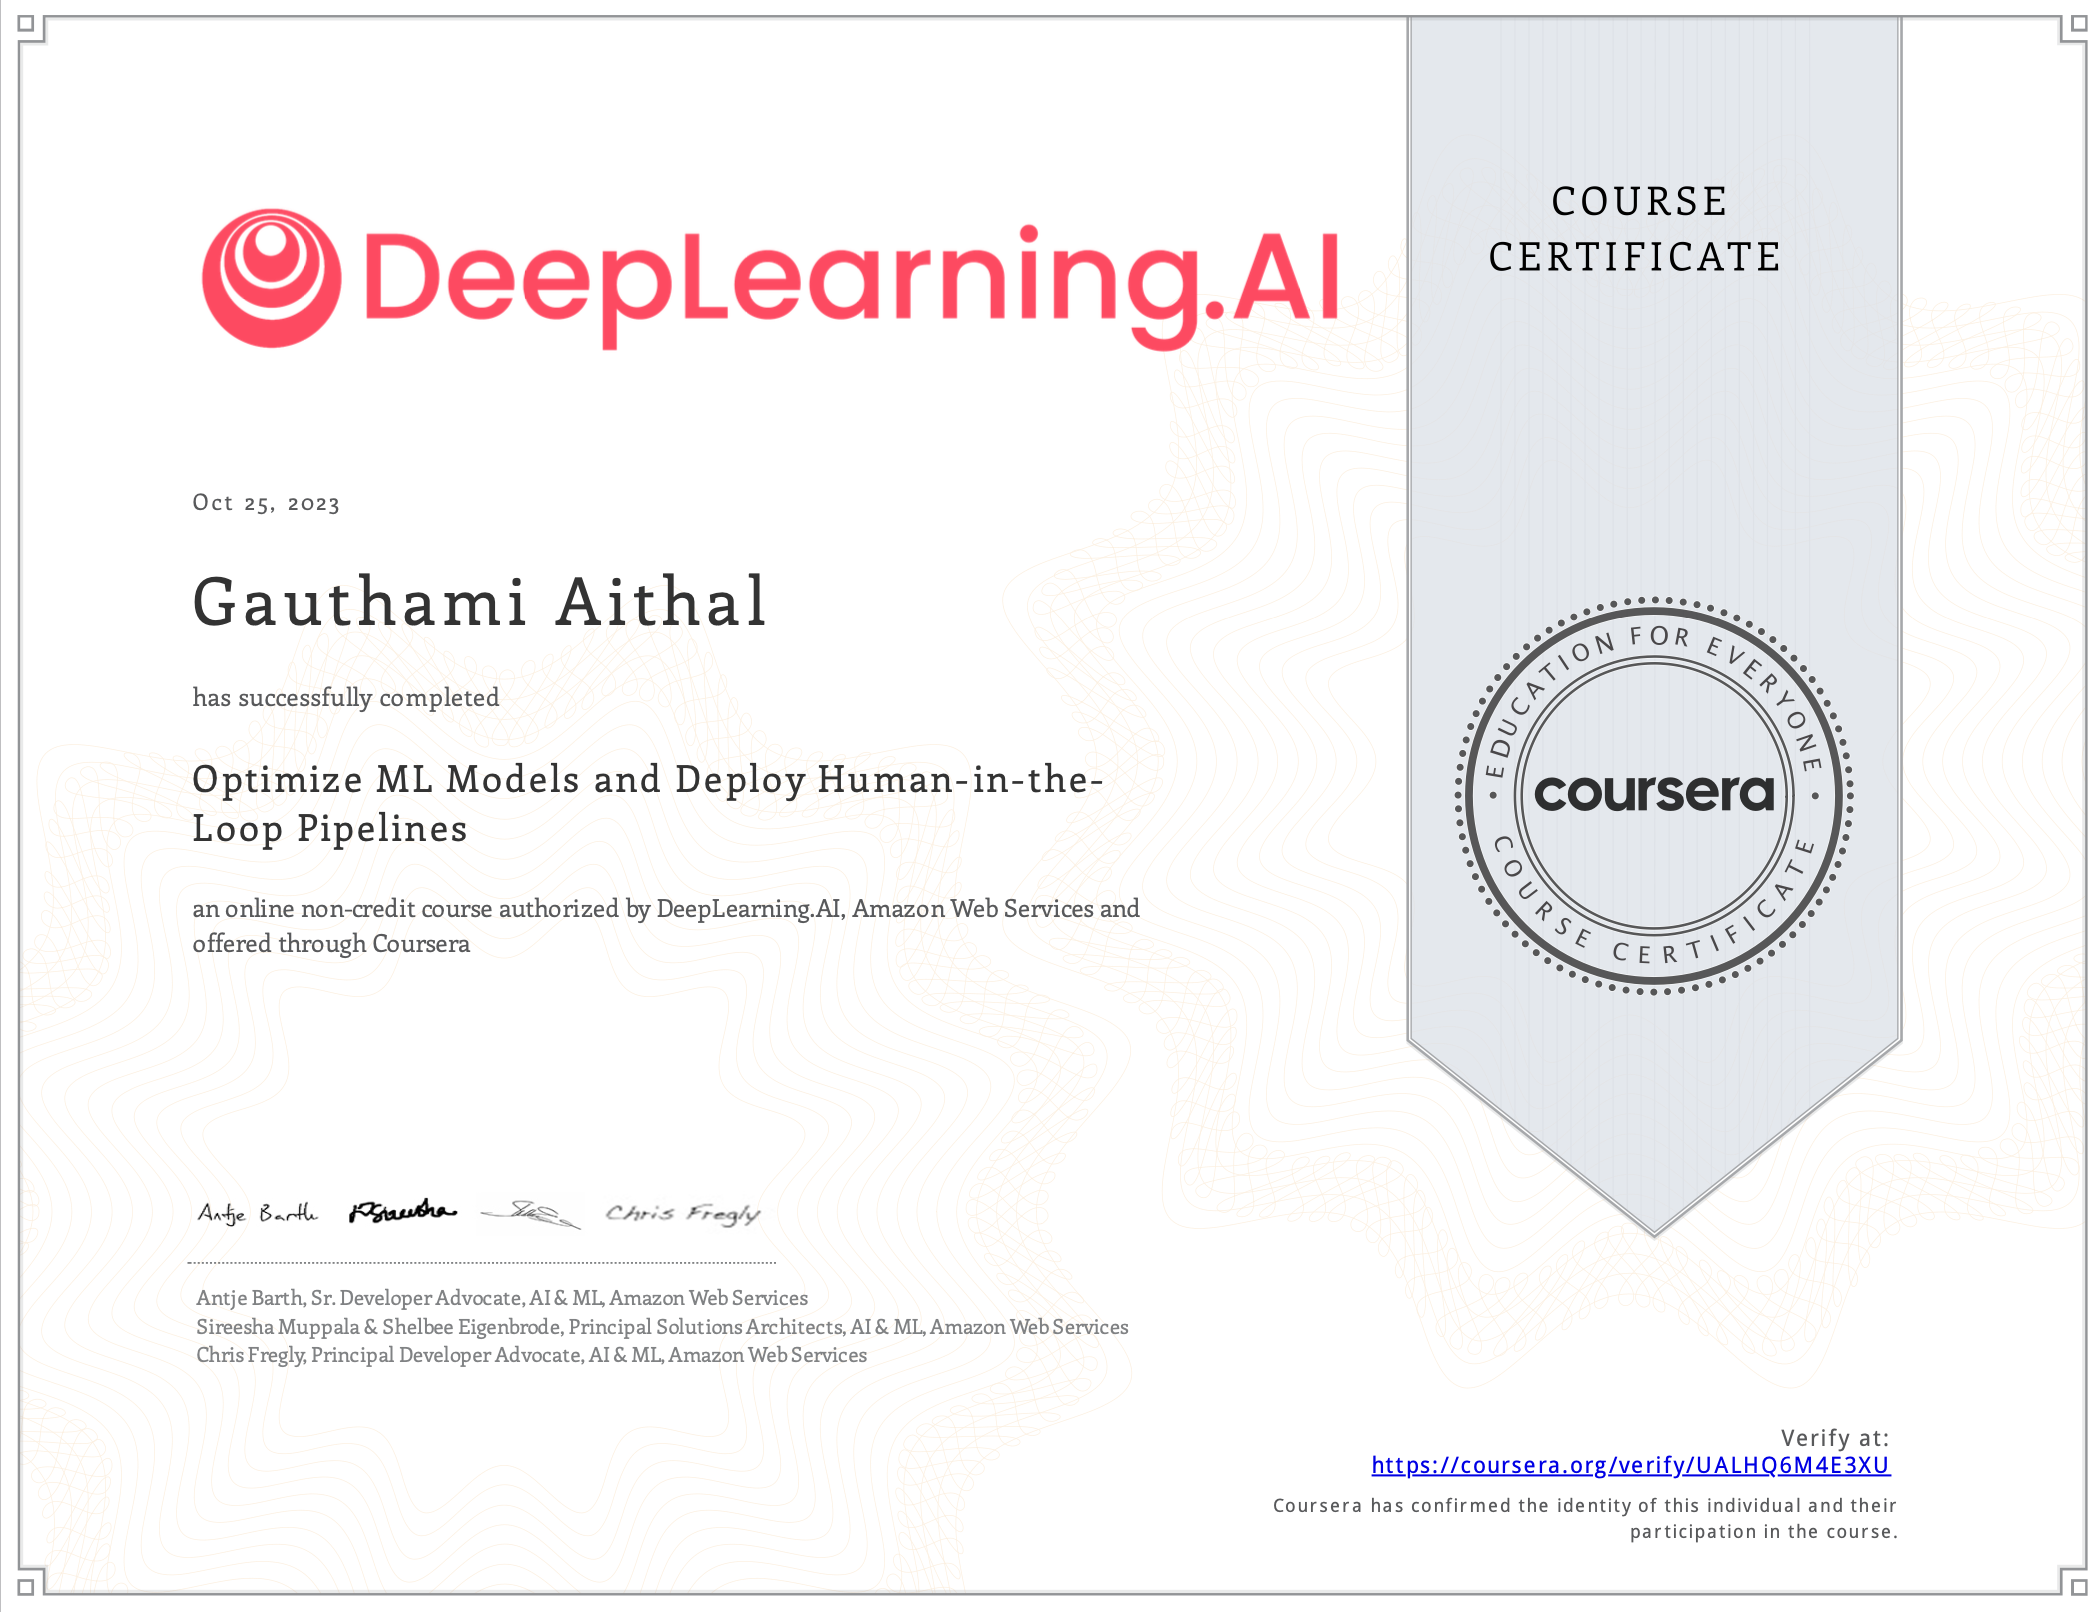 DeepLearning.AI
COURSE
CERTIFICATE
Oct 25, 2023
Gauthami Aithal
has successfully completed
Optimize ML Models and Deploy Human-in-the-
Loop Pipelines
an online non-credit course authorized by DeepLearning.AI, Amazon Web Services and
offered through Coursera
EDUCATION FOR EVERYONE
coursera
COURSE CERTIFICATE
Antje Barth
Chris Fregly
Antje Barth, Sr. Developer Advocate, AI & ML, Amazon Web Services
Sireesha Muppala & Shelbee Eigenbrode, Principal Solutions Architects, AI & ML, Amazon Web Services
Chris Fregly, Principal Developer Advocate, AI & ML, Amazon Web Services
Verify at:
https://coursera.org/verify/UALHQ6M4E3XU
Coursera has confirmed the identity of this individual and their
participation in the course.